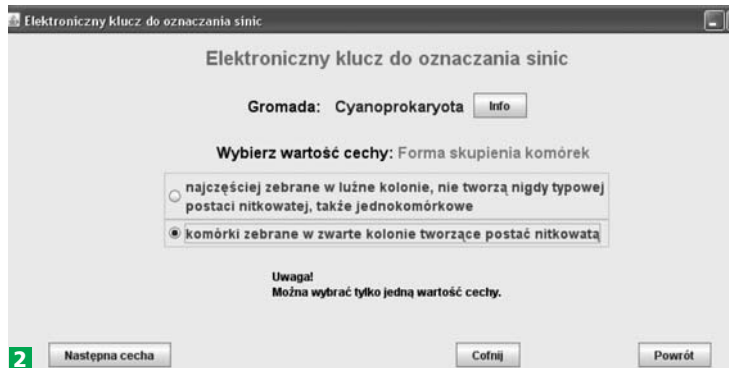 Elektroniczny klucz do oznaczania sinic
Elektroniczny klucz do oznaczania sinic
Gromada: Cyanoprokaryota Info
Wybierz wartość cechy: Forma skupienia komórek
najczęściej zebrane w luźne kolonie, nie tworzą nigdy typowej
postaci nitkowatej, także jednokomórkowe
komórki zebrane w zwarte kolonie tworzące postać nitkowatą
Uwaga!
Można wybrać tylko jedną wartość cechy.
2 Następna cecha Cofnij Powrót